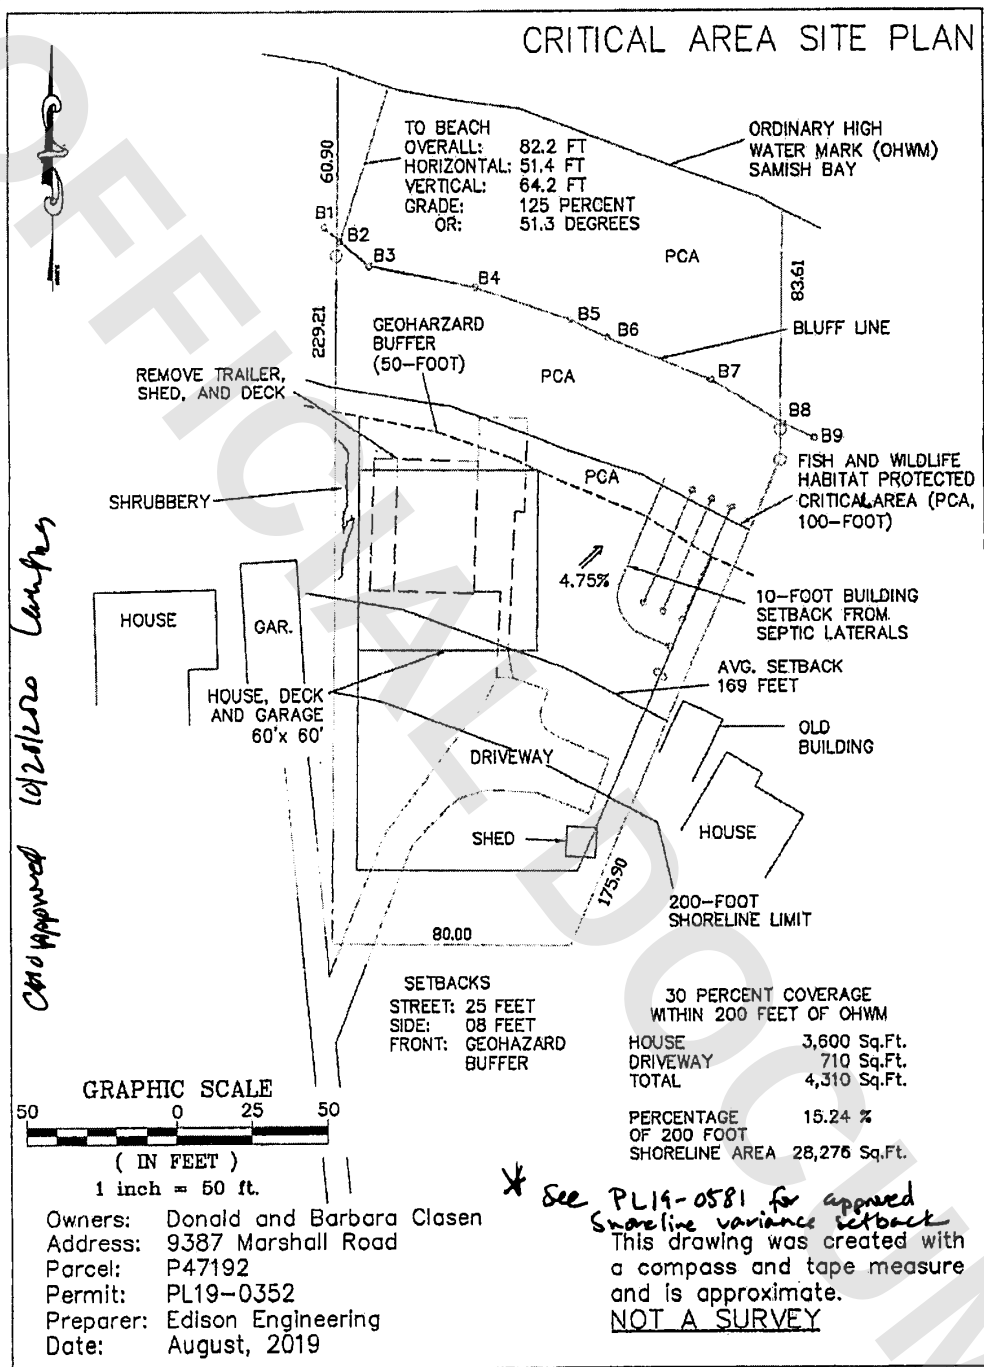 CRITICAL AREA SITE PLAN
TO BEACH
OVERALL: 82.2 FT
HORIZONTAL: 51.4 FT
VERTICAL: 64.2 FT
GRADE: 125 PERCENT
OR: 51.3 DEGREES
ORDINARY HIGH
WATER MARK (OHWM)
SAMISH BAY
60.90
B1
B2
B3
B4
B5
B6
B7
B8
B9
PCA
83.61
229.21
BLUFF LINE
GEOHARZARD
BUFFER
(50-FOOT)
PCA
REMOVE TRAILER,
SHED, AND DECK
PCA
FISH AND WILDLIFE
HABITAT PROTECTED
CRITICALAREA (PCA,
100-FOOT)
SHRUBBERY
4.75%
10-FOOT BUILDING
SETBACK FROM
SEPTIC LATERALS
HOUSE
GAR.
AVG. SETBACK
169 FEET
HOUSE, DECK
AND GARAGE
60'x 60'
OLD
BUILDING
DRIVEWAY
SHED
HOUSE
175.90
200-FOOT
SHORELINE LIMIT
80.00
approved 10/20/2020
SETBACKS
STREET: 25 FEET
SIDE: 08 FEET
FRONT: GEOHAZARD
BUFFER
30 PERCENT COVERAGE
WITHIN 200 FEET OF OHWM
HOUSE 3,600 Sq.Ft.
DRIVEWAY 710 Sq.Ft.
TOTAL 4,310 Sq.Ft.
PERCENTAGE 15.24 %
OF 200 FOOT
SHORELINE AREA 28,276 Sq.Ft.
GRAPHIC SCALE
50 0 25 50
( IN FEET )
1 inch = 50 ft.
* See PL19-0581 for approved
Shoreline variance setback
This drawing was created with
a compass and tape measure
and is approximate.
NOT A SURVEY
Owners: Donald and Barbara Clasen
Address: 9387 Marshall Road
Parcel: P47192
Permit: PL19-0352
Preparer: Edison Engineering
Date: August, 2019
OFFICIAL DOCUM